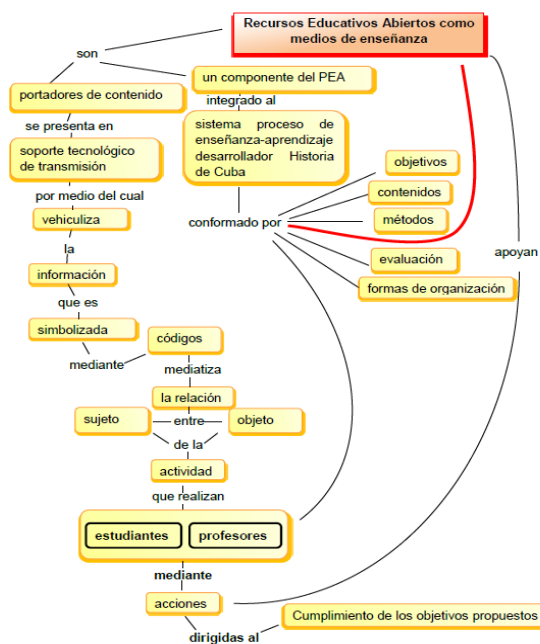 Recursos Educativos Abiertos como
medios de enseñanza
son
portadores de contenido
un componente del PEA
se presenta en
integrado al
soporte tecnológico
de transmisión
sistema proceso de
enseñanza-aprendizaje
desarrollador Historia
de Cuba
por medio del cual
vehiculiza
conformado por
objetivos
contenidos
métodos
evaluación
formas de organización
apoyan
la
información
que es
simbolizada
mediante
códigos
mediatiza
la relación
sujeto
entre
objeto
de la
actividad
que realizan
estudiantes
profesores
mediante
acciones
dirigidas al
Cumplimiento de los objetivos propuestos